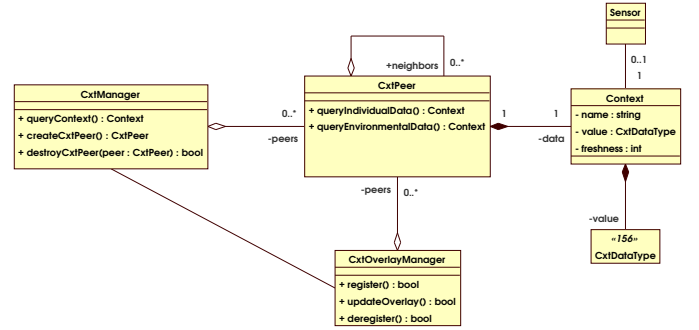 Sensor
+neighbors
0..*
0..1
1
CxtManager
+ queryContext() : Context
+ createCxtPeer() : CxtPeer
+ destroyCxtPeer(peer : CxtPeer) : bool
0..*
-peers
CxtPeer
+ queryIndividualData() : Context
+ queryEnvironmentalData() : Context
1
1
-data
Context
- name : string
- value : CxtDataType
- freshness : int
-peers
0..*
-value
«156»
CxtDataType
CxtOverlayManager
+ register() : bool
+ updateOverlay() : bool
+ deregister() : bool